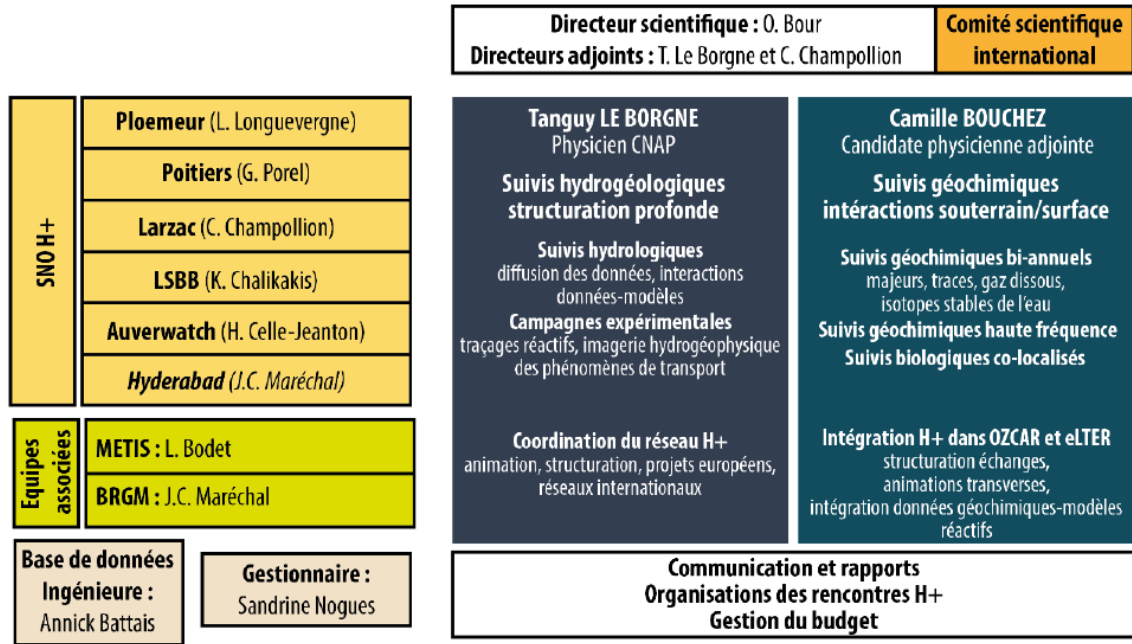 Directeur scientifique : O. Bour
Directeurs adjoints : T. Le Borgne et C. Champollion
Comité scientifique
international
SNO H+
Ploemeur (L. Longuevergne)
Poitiers (G. Porel)
Larzac (C. Champollion)
LSBB (K. Chalikakis)
Auverwatch (H. Celle-Jeanton)
Hyderabad (J.C. Maréchal)
Equipes
associées
METIS : L. Bodet
BRGM : J.C. Maréchal
Base de données
Ingénieure :
Annick Battais
Gestionnaire :
Sandrine Nogues
Tanguy LE BORGNE
Physicien CNAP
Suivis hydrogéologiques
structuration profonde
Suivis hydrologiques
diffusion des données, interactions
données-modèles
Campagnes expérimentales
traçages réactifs, imagerie hydrogéophysique
des phénomènes de transport
Coordination du réseau H+
animation, structuration, projets européens,
réseaux internationaux
Camille BOUCHEZ
Candidate physicienne adjointe
Suivis géochimiques
intéractions souterrain/surface
Suivis géochimiques bi-annuels
majeurs, traces, gaz dissous,
isotopes stables de l'eau
Suivis géochimiques haute fréquence
Suivis biologiques co-localisés
Intégration H+ dans OZCAR et eLTER
structuration échanges,
animations transverses,
intégration données géochimiques-modèles
réactifs
Communication et rapports
Organisations des rencontres H+
Gestion du budget